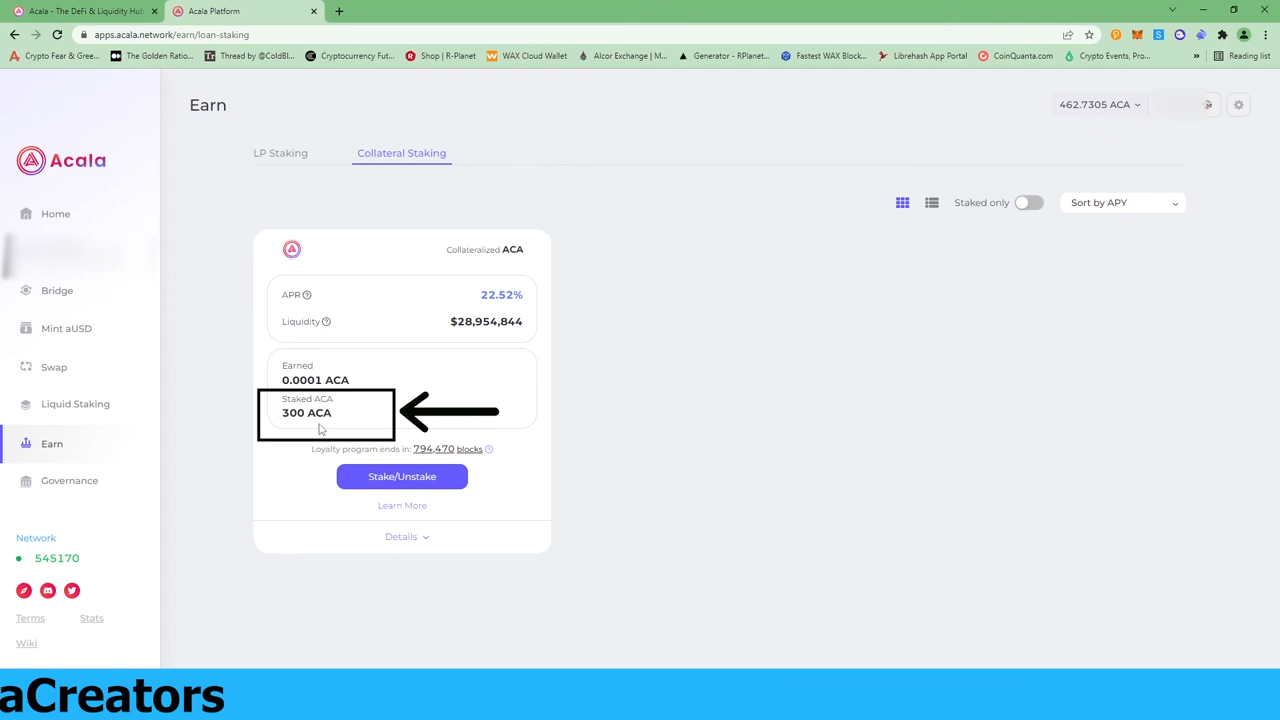 Acala - The DeFi & Liquidity Hub
Acala Platform
apps.acala.network/earn/loan-staking
Crypto Fear & Gree...
The Golden Ratio...
Thread by @ColdBl...
Cryptocurrency Fut...
Shop | R-Planet
WAX Cloud Wallet
Alcor Exchange | M...
Generator - RPlanet...
Fastest WAX Block...
Librehash App Portal
CoinQuanta.com
Crypto Events, Pro...
»
Reading list
Earn
462.7305 ACA
Acala
LP Staking
Collateral Staking
Home
Staked only
Sort by APY
Collateralized ACA
Bridge
APR
22.52%
Liquidity
$28,954,844
Mint aUSD
Swap
Earned
0.0001 ACA
Liquid Staking
Staked ACA
300 ACA
Earn
Loyalty program ends in: 794,470 blocks
Governance
Stake/Unstake
Learn More
Details
Network
545170
Terms
Stats
Wiki
aCreators